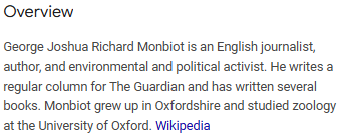 Overview
George Joshua Richard Monbiot is an English journalist,
author, and environmental and political activist. He writes a
regular column for The Guardian and has written several
books. Monbiot grew up in Oxfordshire and studied zoology
at the University of Oxford. Wikipedia